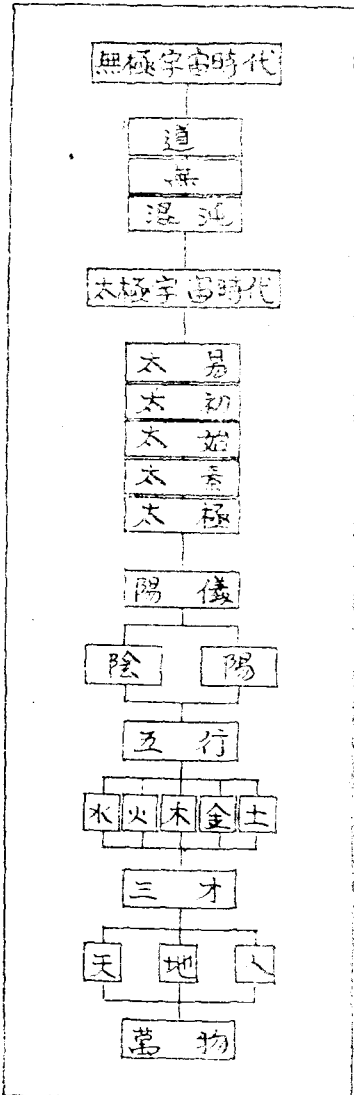 無極宇宙時代
道
無
混沌
太極宇宙時代
太 易
太 初
太 始
太 素
太 極
陽 儀
陰 陽
五 行
水 火 木 金 土
三 才
天 地 人
萬 物